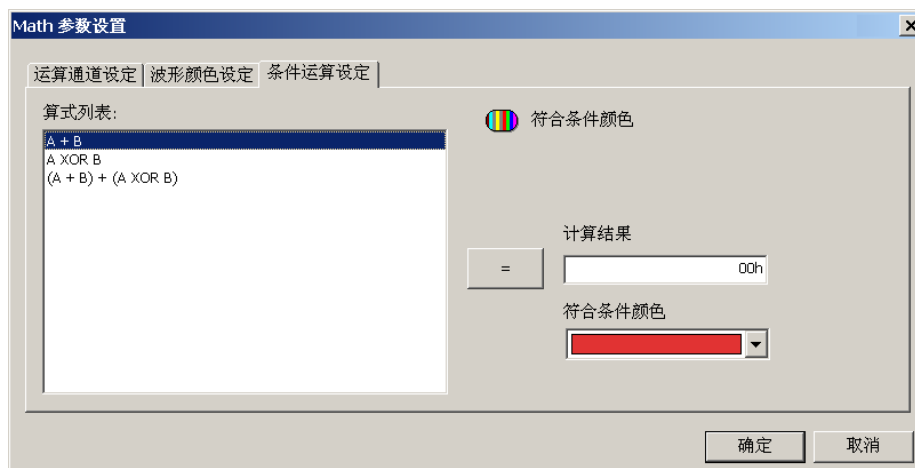 Math 参数设置
运算通道设定 波形颜色设定 条件运算设定
算式列表:
符合条件颜色
A + B
A XOR B
(A + B) + (A XOR B)
计算结果
=
00h
符合条件颜色
确定 取消